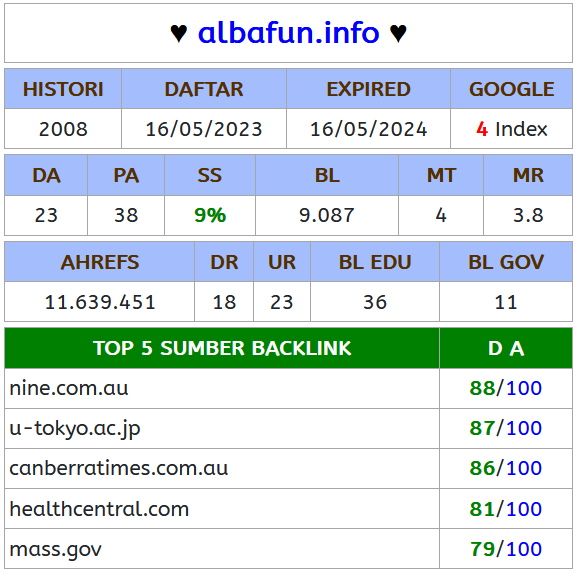 ♥ albafun.info ♥
HISTORI DAFTAR EXPIRED GOOGLE
2008 16/05/2023 16/05/2024 4 Index
DA PA SS BL MT MR
23 38 9% 9.087 4 3.8
AHREFS DR UR BL EDU BL GOV
11.639.451 18 23 36 11
TOP 5 SUMBER BACKLINK D A
nine.com.au 88/100
u-tokyo.ac.jp 87/100
canberratimes.com.au 86/100
healthcentral.com 81/100
mass.gov 79/100